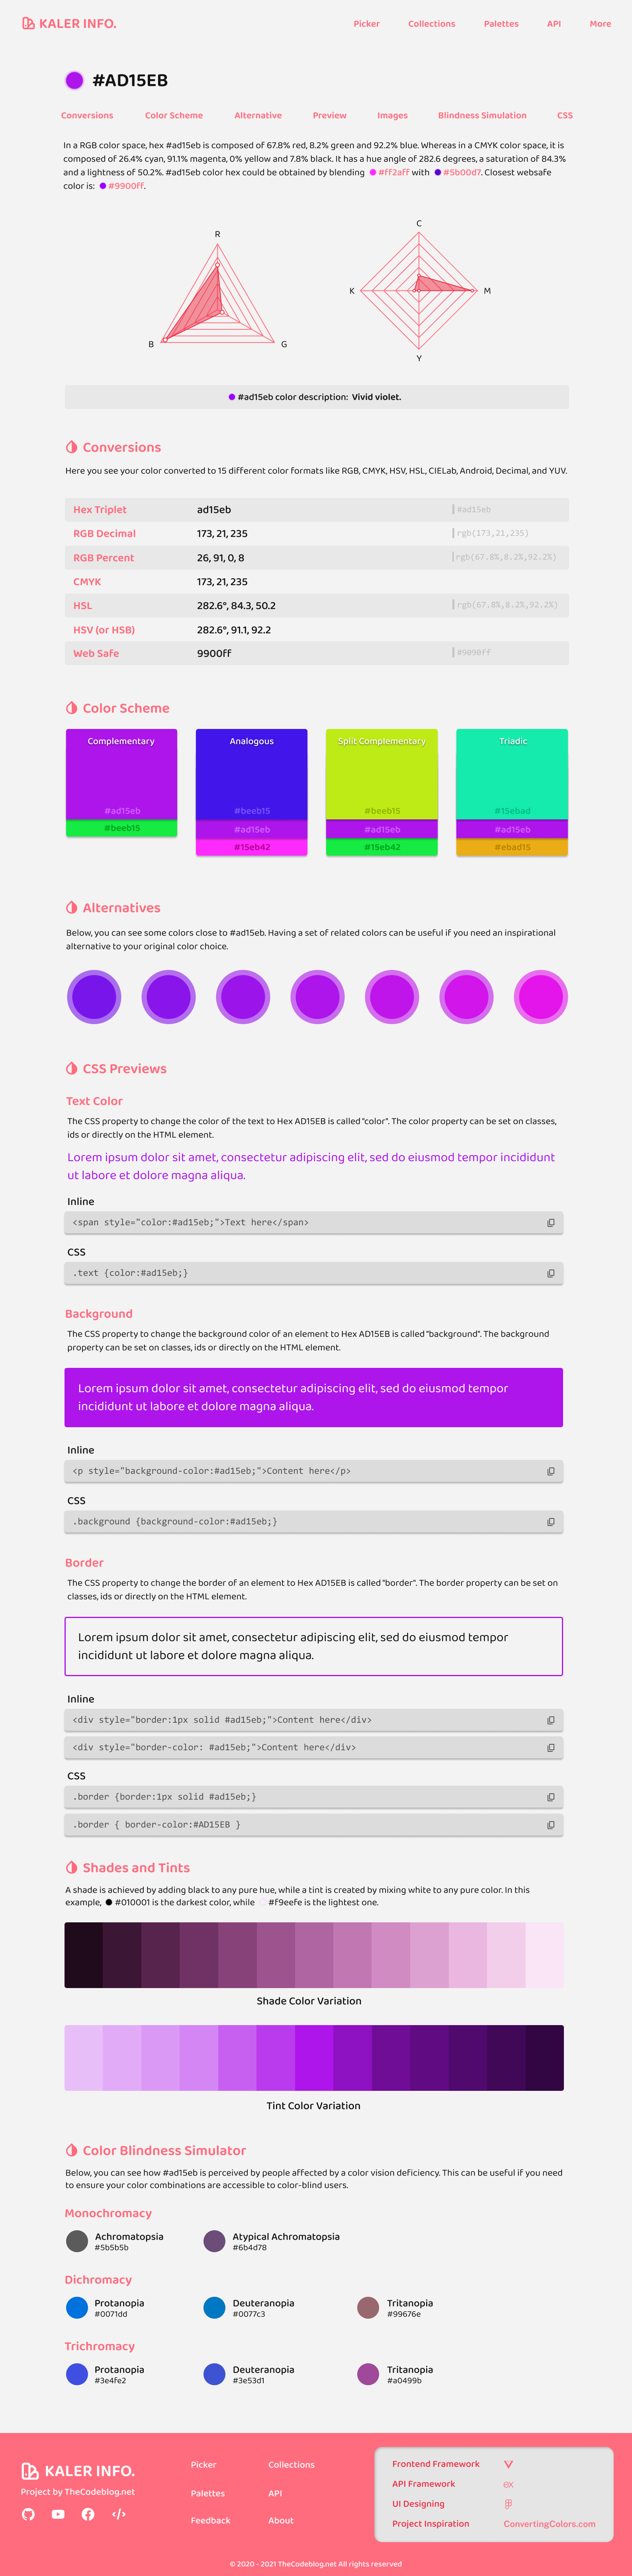 KALER INFO.
Picker
Collections
Palettes
API
More
#AD15EB
Conversions
Color Scheme
Alternative
Preview
Images
Blindness Simulation
CSS
In a RGB color space, hex #ad15eb is composed of 67.8% red, 8.2% green and 92.2% blue. Whereas in a CMYK color space, it is
composed of 26.4% cyan, 91.1% magenta, 0% yellow and 7.8% black. It has a hue angle of 282.6 degrees, a saturation of 84.3%
and a lightness of 50.2%. #ad15eb color hex could be obtained by blending #ff2aff with #5b00d7. Closest websafe
color is: #9900ff.
R
B
G
C
K
M
Y
#ad15eb color description: Vivid violet.
Conversions
Here you see your color converted to 15 different color formats like RGB, CMYK, HSV, HSL, CIELab, Android, Decimal, and YUV.
Hex Triplet
ad15eb
#ad15eb
RGB Decimal
173, 21, 235
rgb(173,21,235)
RGB Percent
26, 91, 0, 8
rgb(67.8%,8.2%,92.2%)
CMYK
173, 21, 235
HSL
282.6°, 84.3, 50.2
rgb(67.8%,8.2%,92.2%)
HSV (or HSB)
282.6°, 91.1, 92.2
Web Safe
9900ff
#9090ff
Color Scheme
Complementary
#ad15eb
#beeb15
Analogous
#beeb15
#ad15eb
#15eb42
Split Complementary
#beeb15
#ad15eb
#15eb42
Triadic
#15ebad
#ad15eb
#ebad15
Alternatives
Below, you can see some colors close to #ad15eb. Having a set of related colors can be useful if you need an inspirational
alternative to your original color choice.
CSS Previews
Text Color
The CSS property to change the color of the text to Hex AD15EB is called "color". The color property can be set on classes,
ids or directly on the HTML element.
Lorem ipsum dolor sit amet, consectetur adipiscing elit, sed do eiusmod tempor incididunt
ut labore et dolore magna aliqua.
Inline
<span style="color:#ad15eb;">Text here</span>
CSS
.text {color:#ad15eb;}
Background
The CSS property to change the background color of an element to Hex AD15EB is called "background". The background
property can be set on classes, ids or directly on the HTML element.
Lorem ipsum dolor sit amet, consectetur adipiscing elit, sed do eiusmod tempor
incididunt ut labore et dolore magna aliqua.
Inline
<p style="background-color:#ad15eb;">Content here</p>
CSS
.background {background-color:#ad15eb;}
Border
The CSS property to change the border of an element to Hex AD15EB is called "border". The border property can be set on
classes, ids or directly on the HTML element.
Lorem ipsum dolor sit amet, consectetur adipiscing elit, sed do eiusmod tempor
incididunt ut labore et dolore magna aliqua.
Inline
<div style="border:1px solid #ad15eb;">Content here</div>
<div style="border-color: #ad15eb;">Content here</div>
CSS
.border {border:1px solid #ad15eb;}
.border { border-color:#AD15EB }
Shades and Tints
A shade is achieved by adding black to any pure hue, while a tint is created by mixing white to any pure color. In this
example, #010001 is the darkest color, while #f9eefe is the lightest one.
Shade Color Variation
Tint Color Variation
Color Blindness Simulator
Below, you can see how #ad15eb is perceived by people affected by a color vision deficiency. This can be useful if you need
to ensure your color combinations are accessible to color-blind users.
Monochromacy
Achromatopsia
#5b5b5b
Atypical Achromatopsia
#6b4d78
Dichromacy
Protanopia
#0071dd
Deuteranopia
#0077c3
Tritanopia
#99676e
Trichromacy
Protanopia
#3e4fe2
Deuteranopia
#3e53d1
Tritanopia
#a0499b
KALER INFO.
Project by TheCodeblog.net
Picker
Collections
Palettes
API
Feedback
About
Frontend Framework
API Framework
ex
UI Designing
Project Inspiration
ConvertingColors.com
© 2020 - 2021 TheCodeblog.net All rights reserved